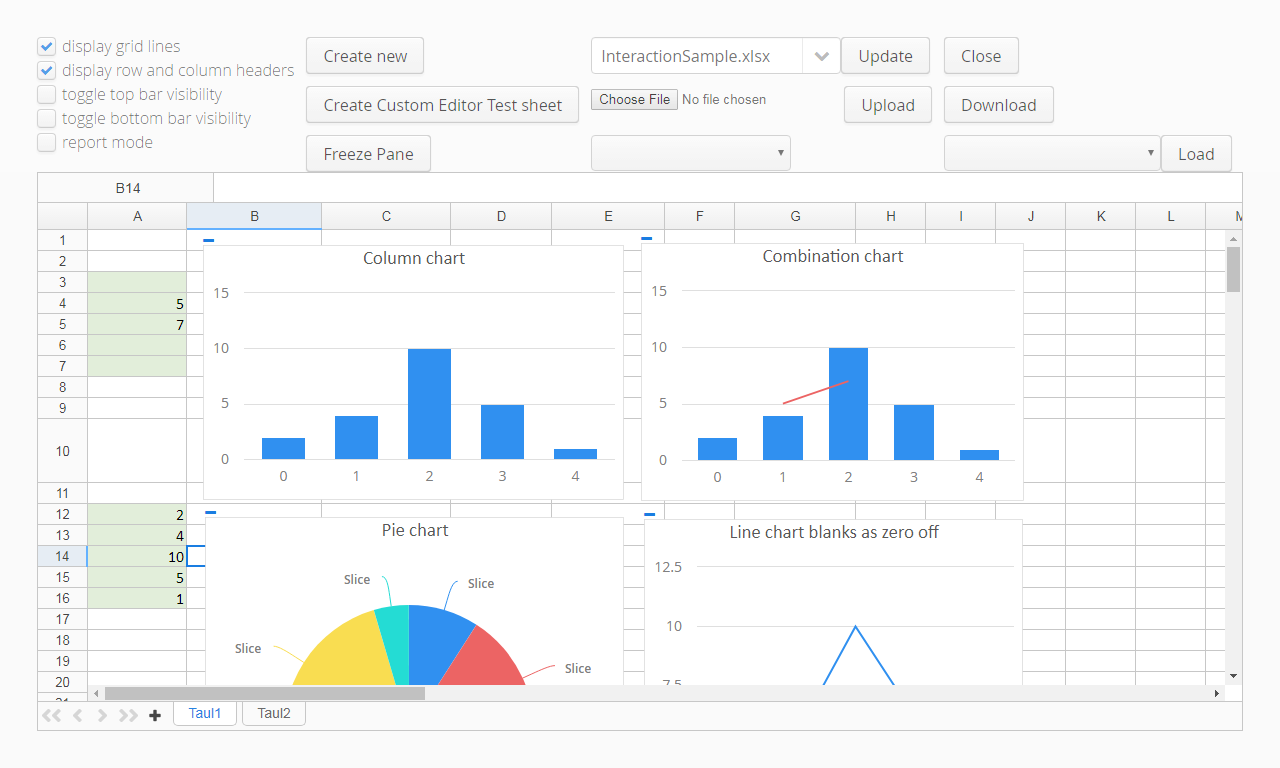 display grid lines
display row and column headers
toggle top bar visibility
toggle bottom bar visibility
report mode
Create new
InteractionSample.xlsx
Update
Close
Create Custom Editor Test sheet
Choose File No file chosen
Upload
Download
Freeze Pane
Load
B14
A B C D E F G H I J K L M
1
2
3
4 5
5 7
6
7
8
9
10
11
12 2
13 4
14 10
15 5
16 1
17
18
19
20
21
Column chart
15
10
5
0
0 1 2 3 4
Combination chart
15
10
5
0
0 1 2 3 4
Pie chart
Slice
Slice
Slice
Slice
Line chart blanks as zero off
12.5
10
7.5
Taul1 Taul2